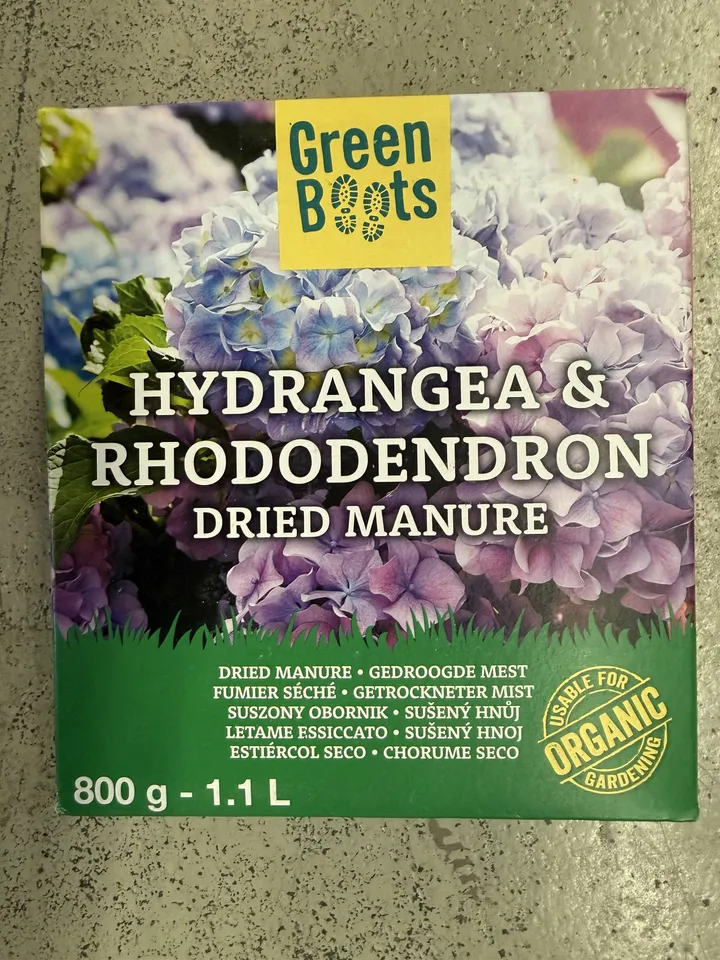 Green
Boots
HYDRANGEA &
RHODODENDRON
DRIED MANURE
DRIED MANURE • GEDROOGDE MEST
FUMIER SÉCHÉ • GETROCKNETER MIST
SUSZONY OBORNIK • SUŠENÝ HNŮJ
LETAME ESSICCATO • SUŠENÝ HNOJ
ESTIÉRCOL SECO • CHORUME SECO
USABLE FOR
ORGANIC
GARDENING
800 g - 1.1 L